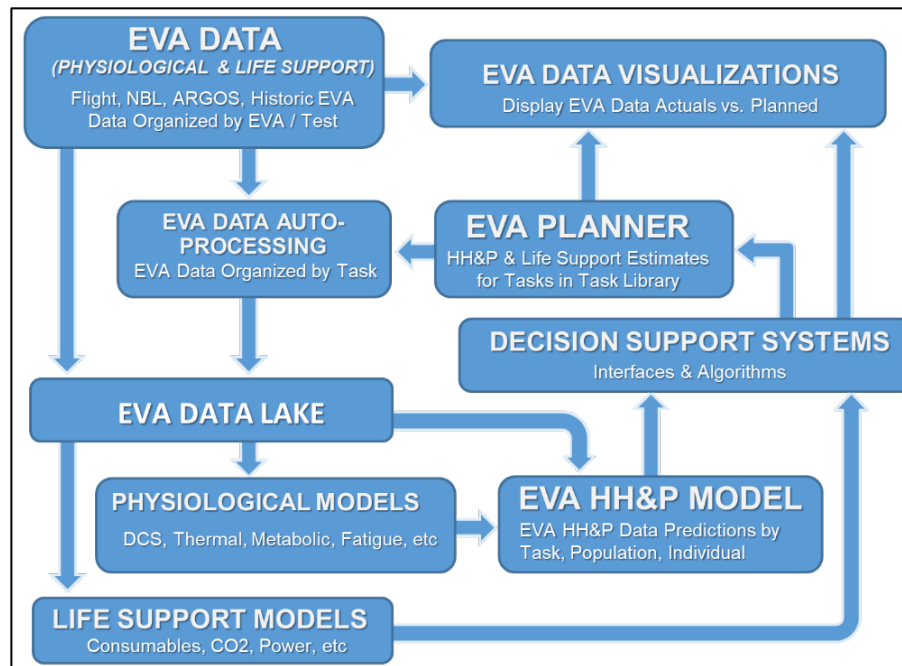 EVA DATA
(PHYSIOLOGICAL & LIFE SUPPORT)
Flight, NBL, ARGOS, Historic EVA
Data Organized by EVA / Test
EVA DATA VISUALIZATIONS
Display EVA Data Actuals vs. Planned
EVA DATA AUTO-
PROCESSING
EVA Data Organized by Task
EVA PLANNER
HH&P & Life Support Estimates
for Tasks in Task Library
DECISION SUPPORT SYSTEMS
Interfaces & Algorithms
EVA DATA LAKE
PHYSIOLOGICAL MODELS
DCS, Thermal, Metabolic, Fatigue, etc
EVA HH&P MODEL
EVA HH&P Data Predictions by
Task, Population, Individual
LIFE SUPPORT MODELS
Consumables, CO2, Power, etc